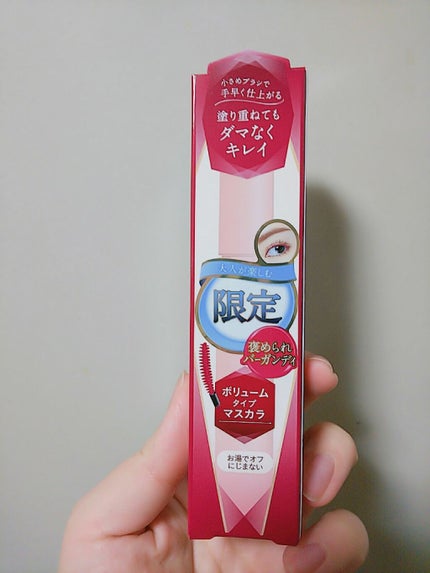 小さめブラシで
手早く仕上がる
塗り重ねても
ダマなく
キレイ
大人が楽しむ
限定
褒められ
バーガンディ
ボリューム
タイプ
マスカラ
お湯でオフ
にじまない